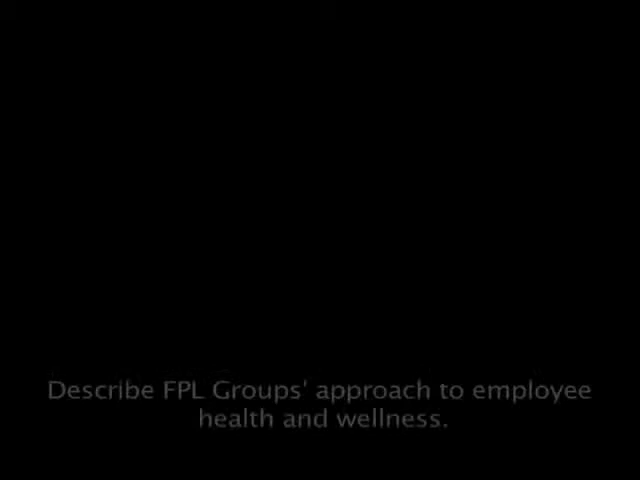 Describe FPL Groups' approach to employee
health and wellness.